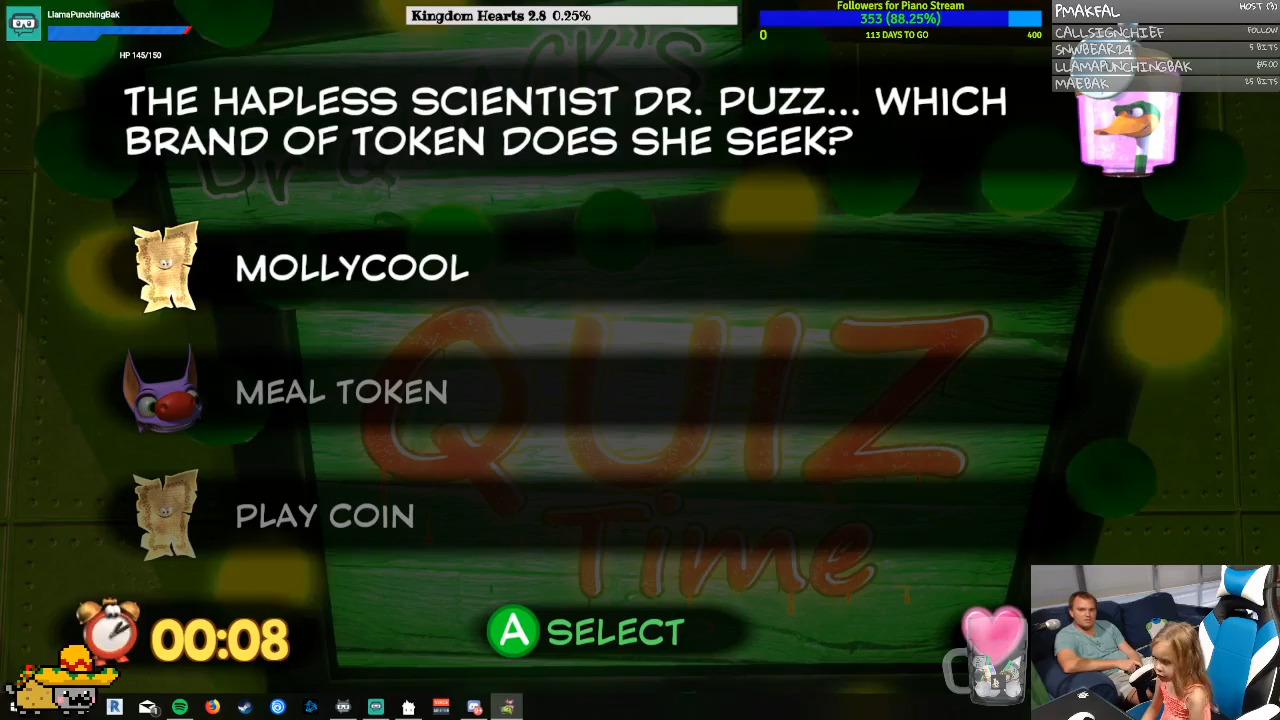 LlamaPunchingBak
HP 145/150
Kingdom Hearts 2.8 0.25%
Followers for Piano Stream
353 (88.25%)
0
113 DAYS TO GO
400
PMAKFAL HOST (3)
CALLSIGNCHIEF FOLLOW
SNWBEAR24 5 BITS
LLAMAPUNCHINGBAK $15.00
MAEBAK 25 BITS
THE HAPLESS SCIENTIST DR. PUZZ... WHICH
BRAND OF TOKEN DOES SHE SEEK?
MOLLYCOOL
MEAL TOKEN
PLAY COIN
QUIZ
Time
00:08
A SELECT